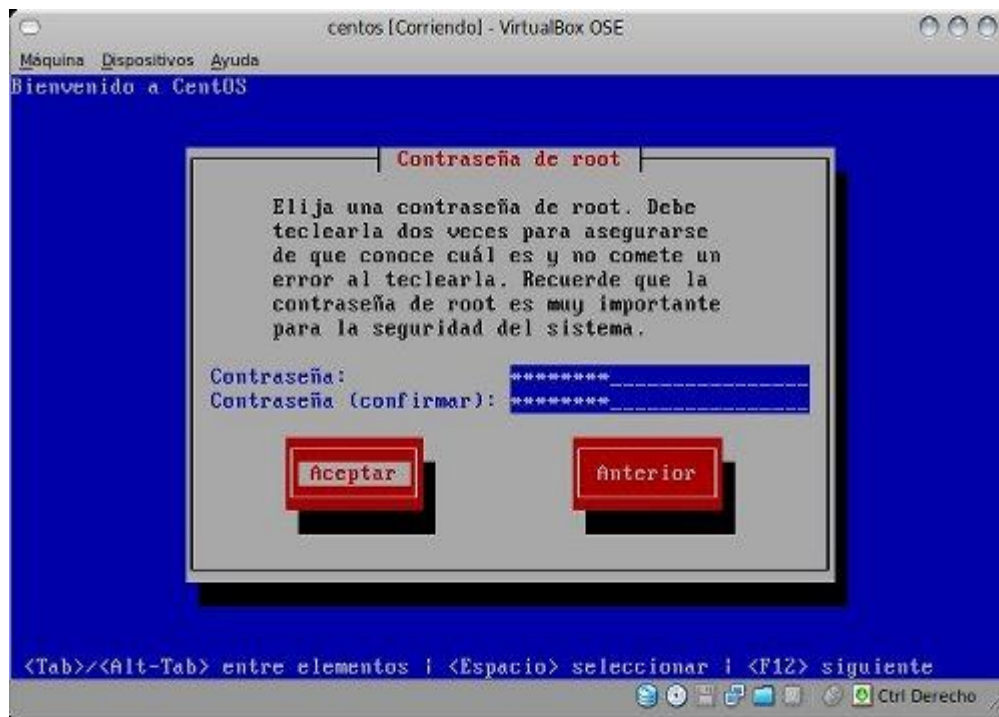 centos [Corriendo] - VirtualBox OSE
Máquina Dispositivos Ayuda
Bienvenido a CentOS
Contraseña de root
Elija una contraseña de root. Debe
teclearla dos veces para asegurarse
de que conoce cuál es y no comete un
error al teclearla. Recuerde que la
contraseña de root es muy importante
para la seguridad del sistema.
Contraseña: ********
Contraseña (confirmar): ********
Aceptar Anterior
<Tab>/<Alt-Tab> entre elementos | <Espacio> seleccionar | <F12> siguiente
Ctrl Derecho